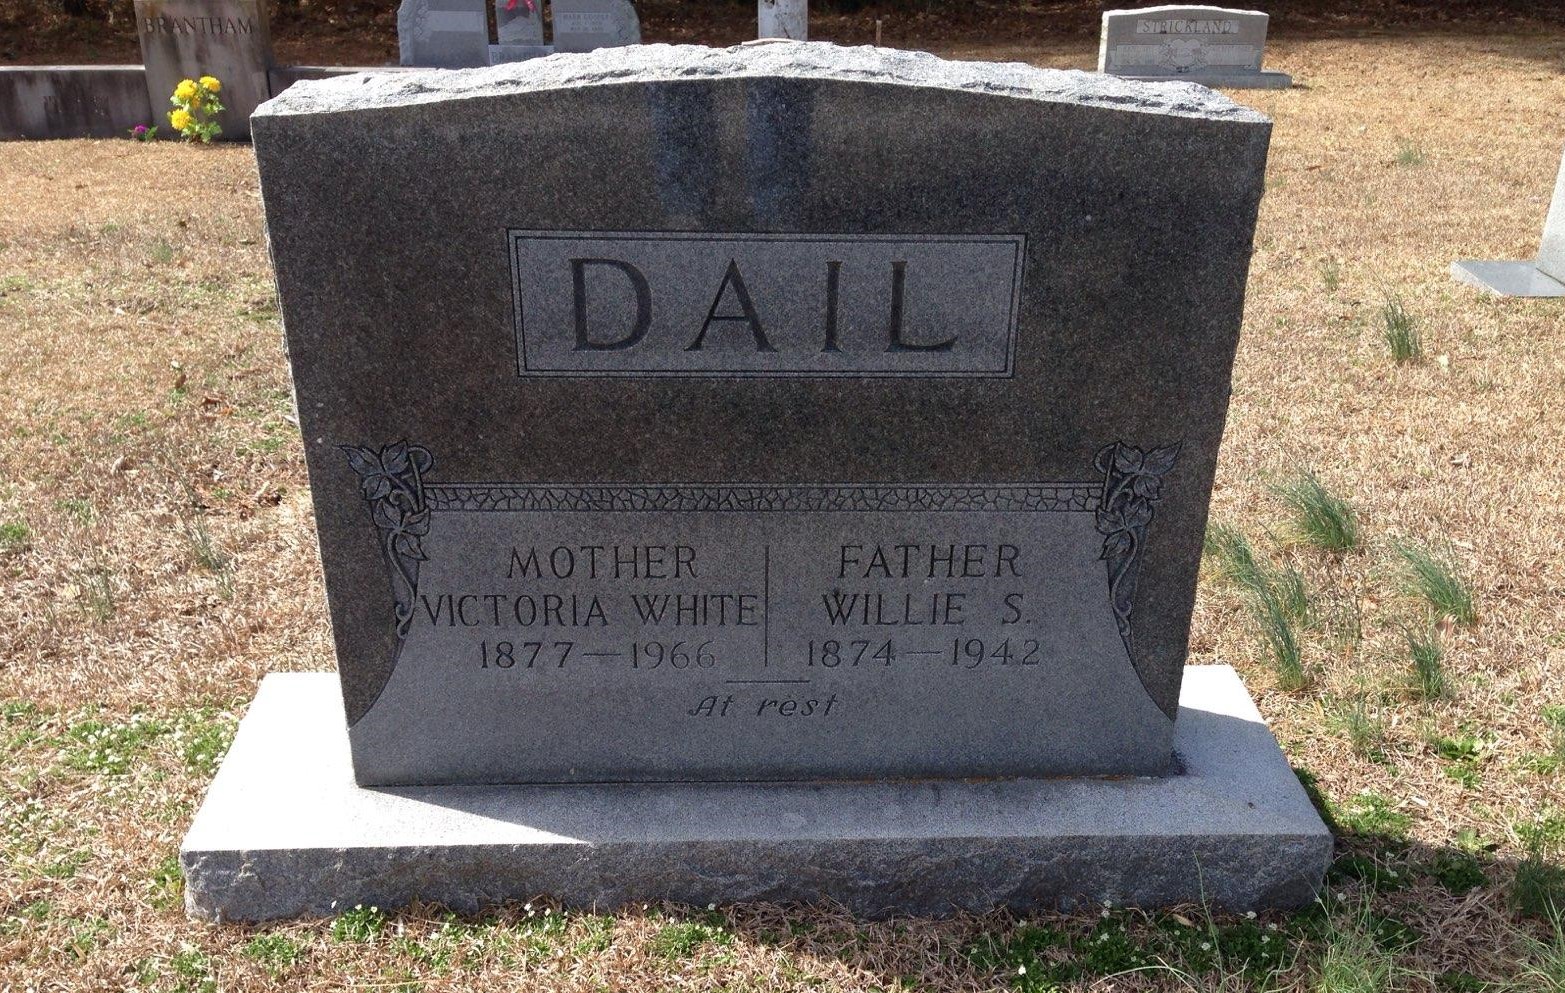 BRANTHAM
STRICKLAND
DAIL
MOTHER
VICTORIA WHITE
1877—1966
FATHER
WILLIE S.
1874—1942
At rest